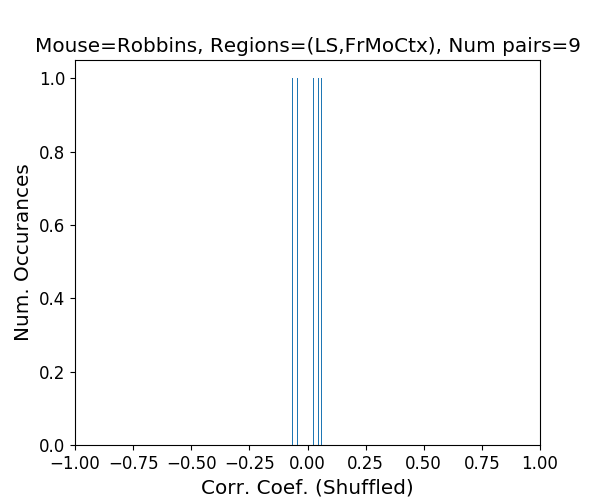 Mouse=Robbins, Regions=(LS,FrMoCtx), Num pairs=9
1.0
0.8
0.6
0.4
0.2
0.0
Num. Occurances
−1.00 −0.75 −0.50 −0.25 0.00 0.25 0.50 0.75 1.00
Corr. Coef. (Shuffled)